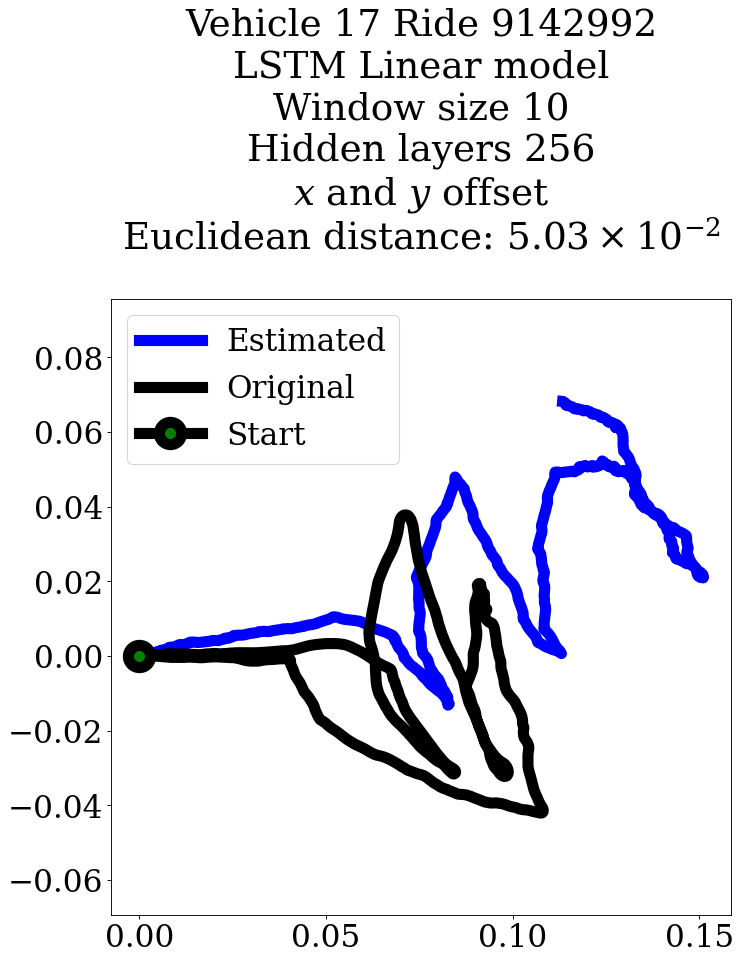 Vehicle 17 Ride 9142992
LSTM Linear model
Window size 10
Hidden layers 256
x and y offset
Euclidean distance: 5.03 × 10⁻²
Estimated
Original
Start
0.08
0.06
0.04
0.02
0.00
−0.02
−0.04
−0.06
0.00 0.05 0.10 0.15